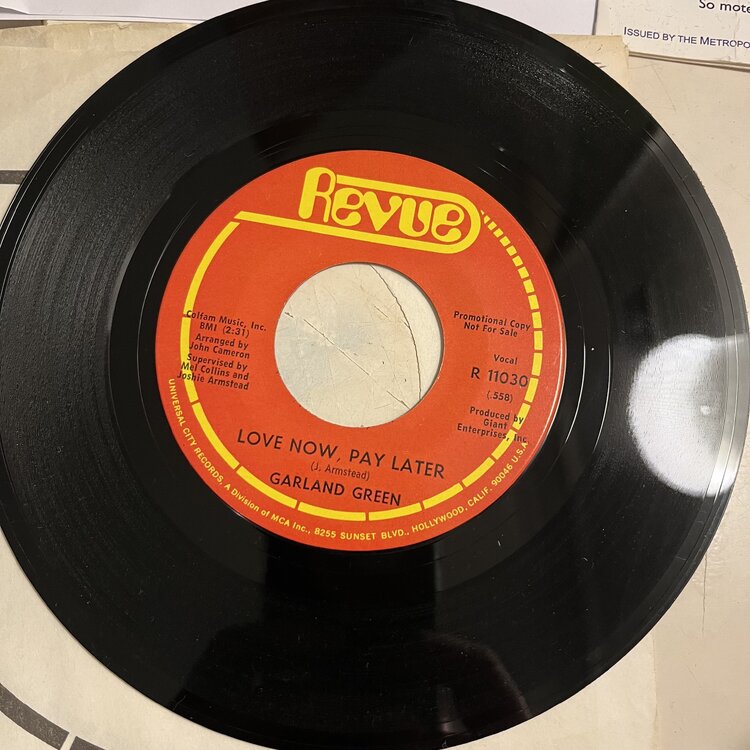 So mote
ISSUED BY THE METROPO
Revue
Colfam Music, Inc.
BMI (2:31)
Arranged by
John Cameron
Supervised by
Mel Collins and
Joshie Armstead
Promotional Copy
Not For Sale
Vocal
R 11030
(.558)
Produced by
Giant
Enterprises, Inc.
LOVE NOW, PAY LATER
(J. Armstead)
GARLAND GREEN
UNIVERSAL CITY RECORDS, A Division of MCA Inc., 8255 SUNSET BLVD., HOLLYWOOD, CALIF. 90046 U.S.A.